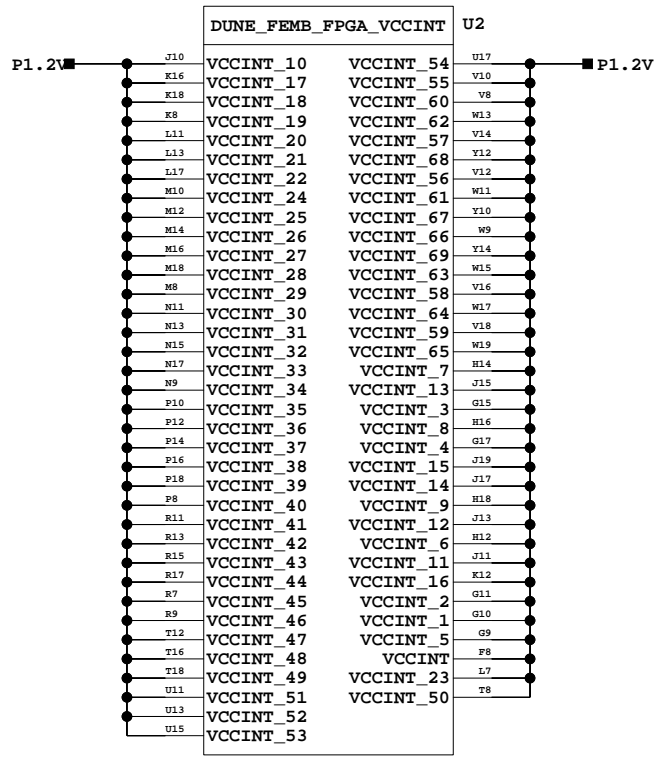 DUNE_FEMB_FPGA_VCCINT U2
P1.2V J10 VCCINT_10 VCCINT_54 U17 P1.2V
K16 VCCINT_17 VCCINT_55 V10
K18 VCCINT_18 VCCINT_60 V8
K8 VCCINT_19 VCCINT_62 W13
L11 VCCINT_20 VCCINT_57 V14
L13 VCCINT_21 VCCINT_68 Y12
L17 VCCINT_22 VCCINT_56 V12
M10 VCCINT_24 VCCINT_61 W11
M12 VCCINT_25 VCCINT_67 Y10
M14 VCCINT_26 VCCINT_66 W9
M16 VCCINT_27 VCCINT_69 Y14
M18 VCCINT_28 VCCINT_63 W15
M8 VCCINT_29 VCCINT_58 V16
N11 VCCINT_30 VCCINT_64 W17
N13 VCCINT_31 VCCINT_59 V18
N15 VCCINT_32 VCCINT_65 W19
N17 VCCINT_33 VCCINT_7 H14
N9 VCCINT_34 VCCINT_13 J15
P10 VCCINT_35 VCCINT_3 G15
P12 VCCINT_36 VCCINT_8 H16
P14 VCCINT_37 VCCINT_4 G17
P16 VCCINT_38 VCCINT_15 J19
P18 VCCINT_39 VCCINT_14 J17
P8 VCCINT_40 VCCINT_9 H18
R11 VCCINT_41 VCCINT_12 J13
R13 VCCINT_42 VCCINT_6 H12
R15 VCCINT_43 VCCINT_11 J11
R17 VCCINT_44 VCCINT_16 K12
R7 VCCINT_45 VCCINT_2 G11
R9 VCCINT_46 VCCINT_1 G10
T12 VCCINT_47 VCCINT_5 G9
T16 VCCINT_48 VCCINT F8
T18 VCCINT_49 VCCINT_23 L7
U11 VCCINT_51 VCCINT_50 T8
U13 VCCINT_52
U15 VCCINT_53